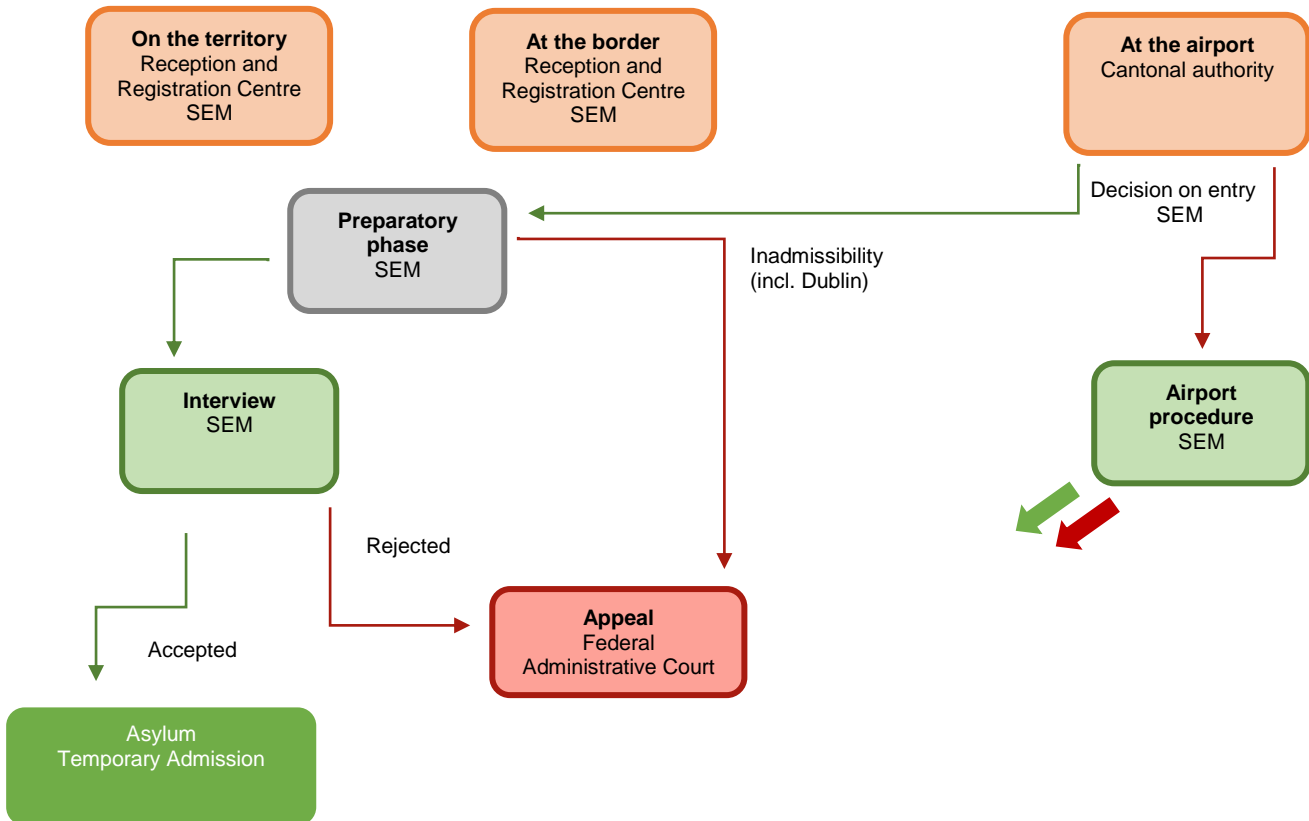 On the territory
Reception and
Registration Centre
SEM
At the border
Reception and
Registration Centre
SEM
At the airport
Cantonal authority
Decision on entry
SEM
Preparatory
phase
SEM
Inadmissibility
(incl. Dublin)
Interview
SEM
Airport
procedure
SEM
Rejected
Appeal
Federal
Administrative Court
Accepted
Asylum
Temporary Admission